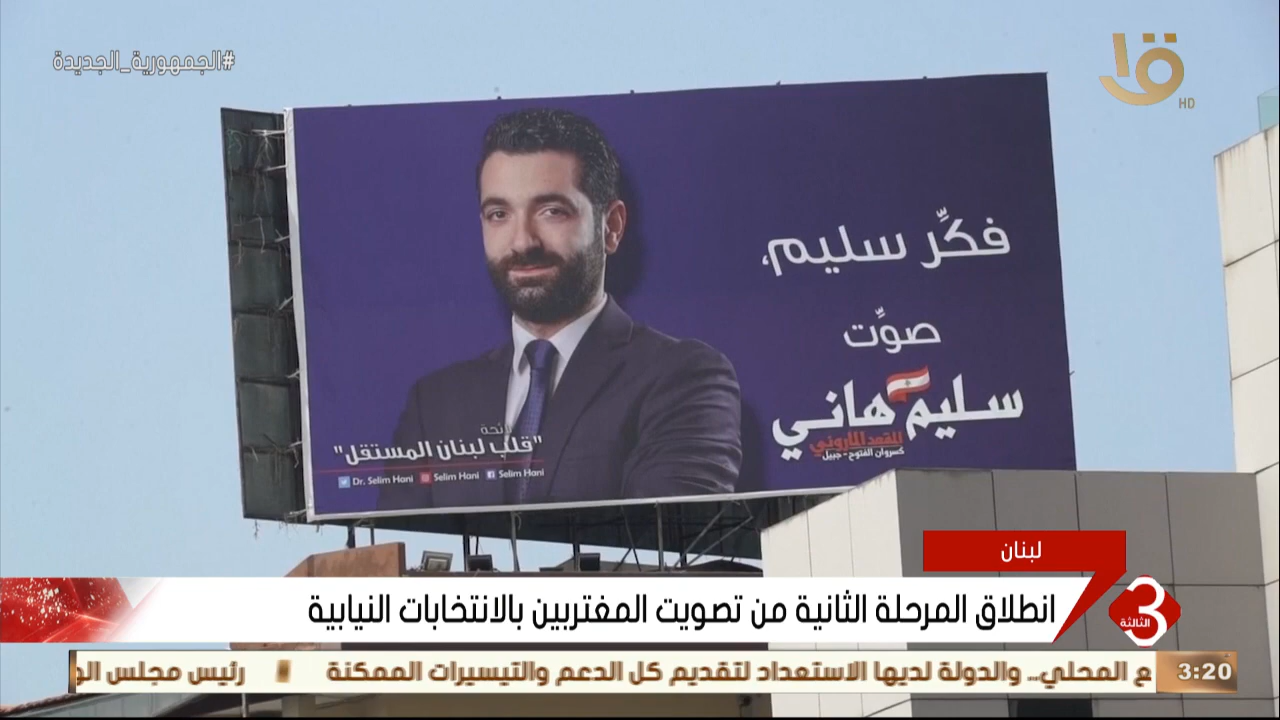 #الجمهورية_الجديدة
HD
فكِّر سليم،
صوِّت
سليم هاني
المقعد الماروني
كسروان الفتوح - جبيل
لائحة
"قلب لبنان المستقل"
Dr. Selim Hani Selim Hani Selim Hani
لبنان
انطلاق المرحلة الثانية من تصويت المغتربين بالانتخابات النيابية
3
الثالثة
ع المحلي.. والدولة لديها الاستعداد لتقديم كل الدعم والتيسيرات الممكنة رئيس مجلس
3:20